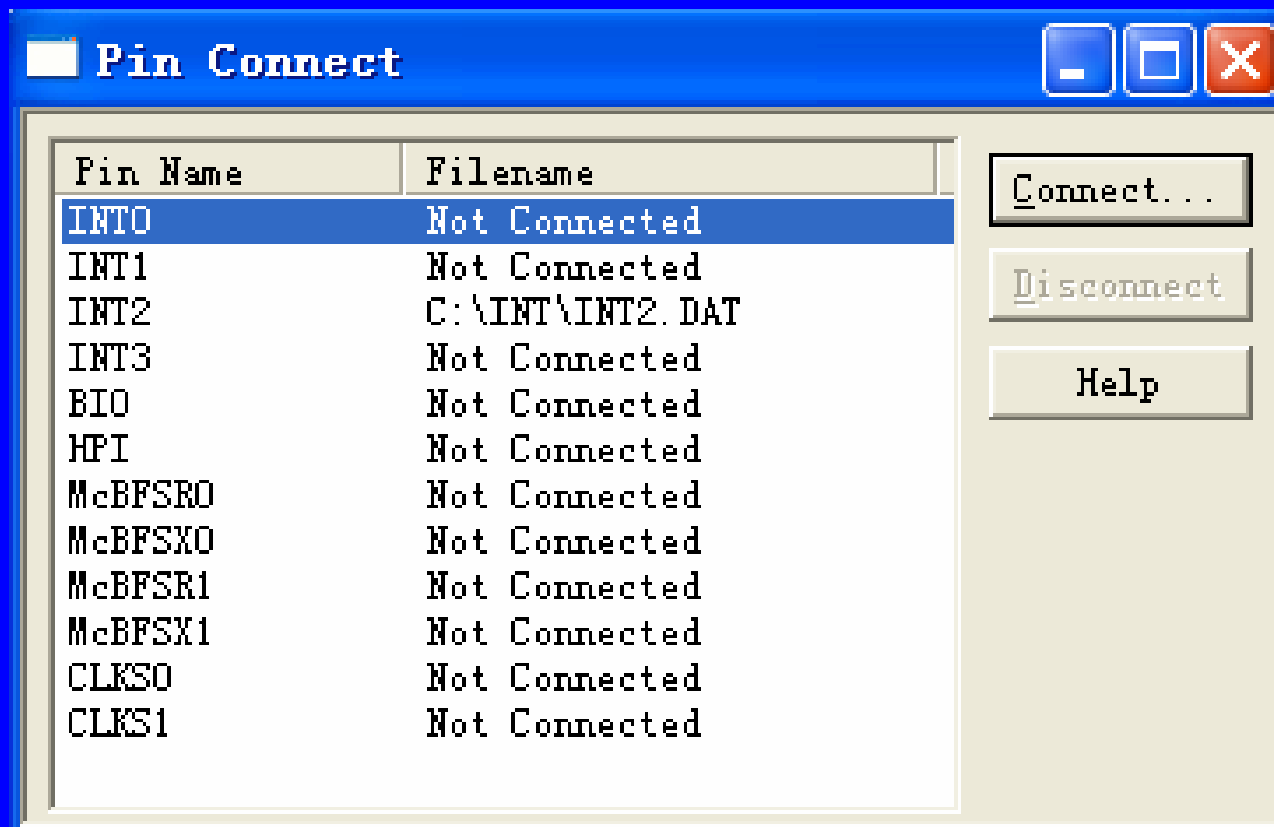 Pin Connect
Pin Name Filename
INT0 Not Connected
INT1 Not Connected
INT2 C:\INT\INT2.DAT
INT3 Not Connected
BIO Not Connected
HPI Not Connected
McBFSR0 Not Connected
McBFSX0 Not Connected
McBFSR1 Not Connected
McBFSX1 Not Connected
CLKS0 Not Connected
CLKS1 Not Connected
Connect...
Disconnect
Help